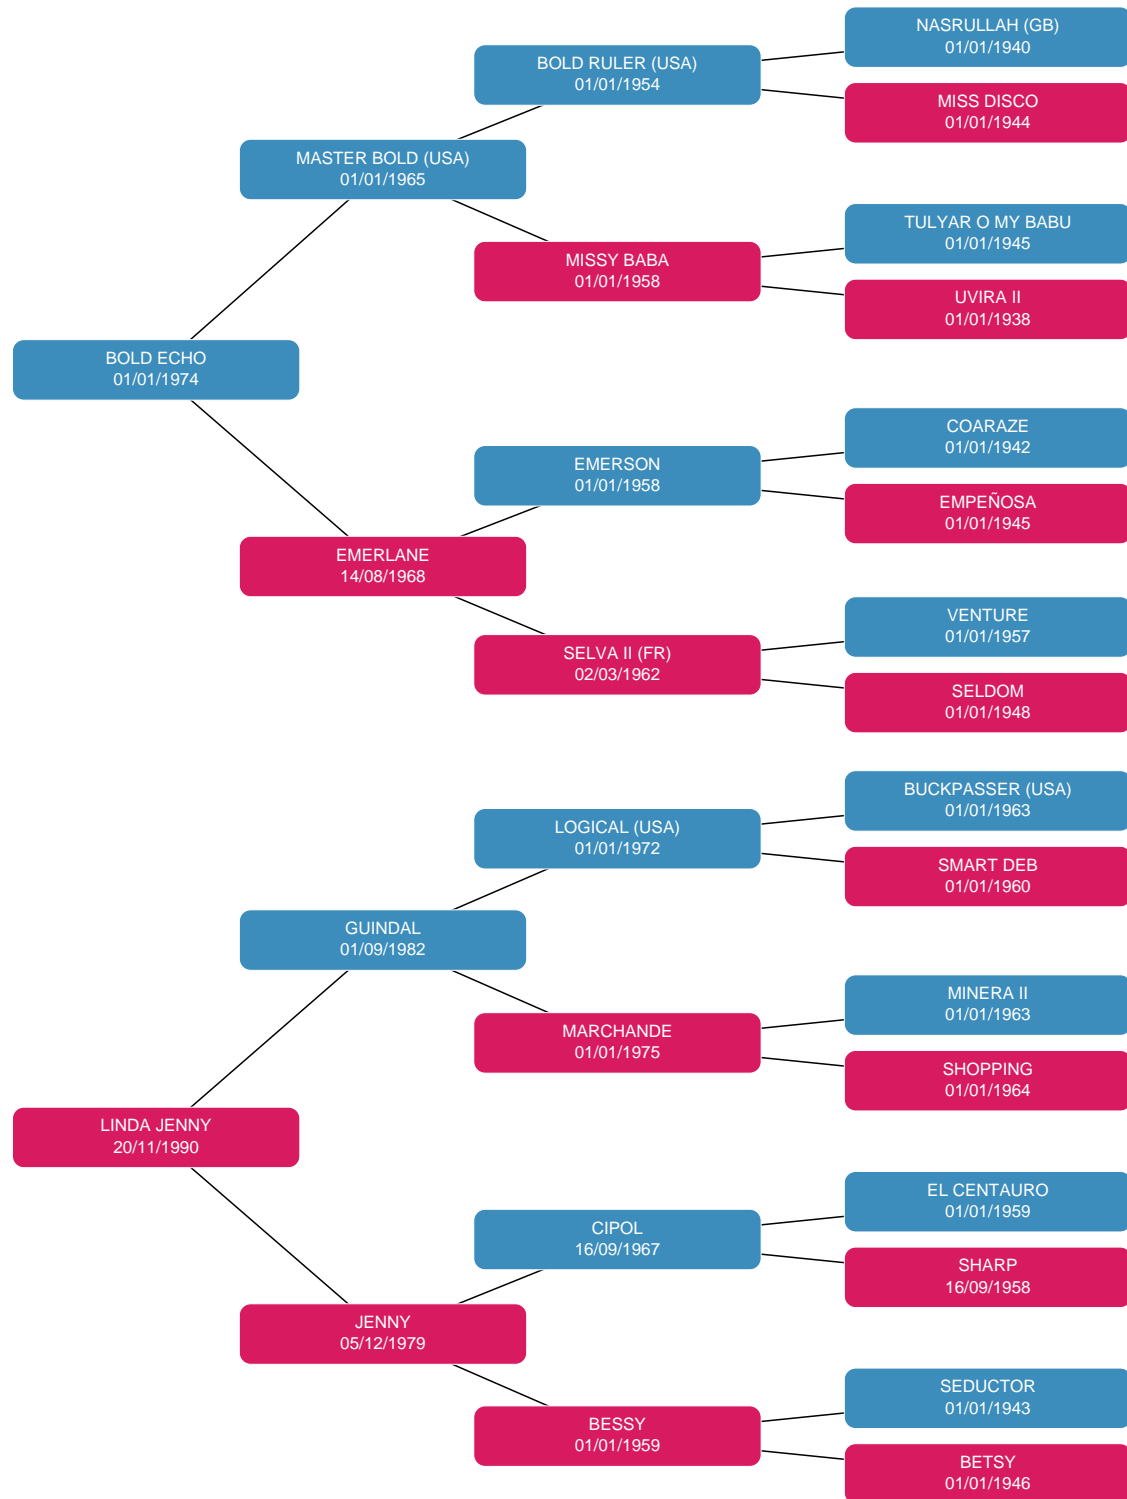 NASRULLAH (GB)
01/01/1940
BOLD RULER (USA)
01/01/1954
MISS DISCO
01/01/1944
MASTER BOLD (USA)
01/01/1965
TULYAR O MY BABU
01/01/1945
MISSY BABA
01/01/1958
UVIRA II
01/01/1938
BOLD ECHO
01/01/1974
COARAZE
01/01/1942
EMERSON
01/01/1958
EMPEÑOSA
01/01/1945
EMERLANE
14/08/1968
VENTURE
01/01/1957
SELVA II (FR)
02/03/1962
SELDOM
01/01/1948
BUCKPASSER (USA)
01/01/1963
LOGICAL (USA)
01/01/1972
SMART DEB
01/01/1960
GUINDAL
01/09/1982
MINERA II
01/01/1963
MARCHANDE
01/01/1975
SHOPPING
01/01/1964
LINDA JENNY
20/11/1990
EL CENTAURO
01/01/1959
CIPOL
16/09/1967
SHARP
16/09/1958
JENNY
05/12/1979
SEDUCTOR
01/01/1943
BESSY
01/01/1959
BETSY
01/01/1946